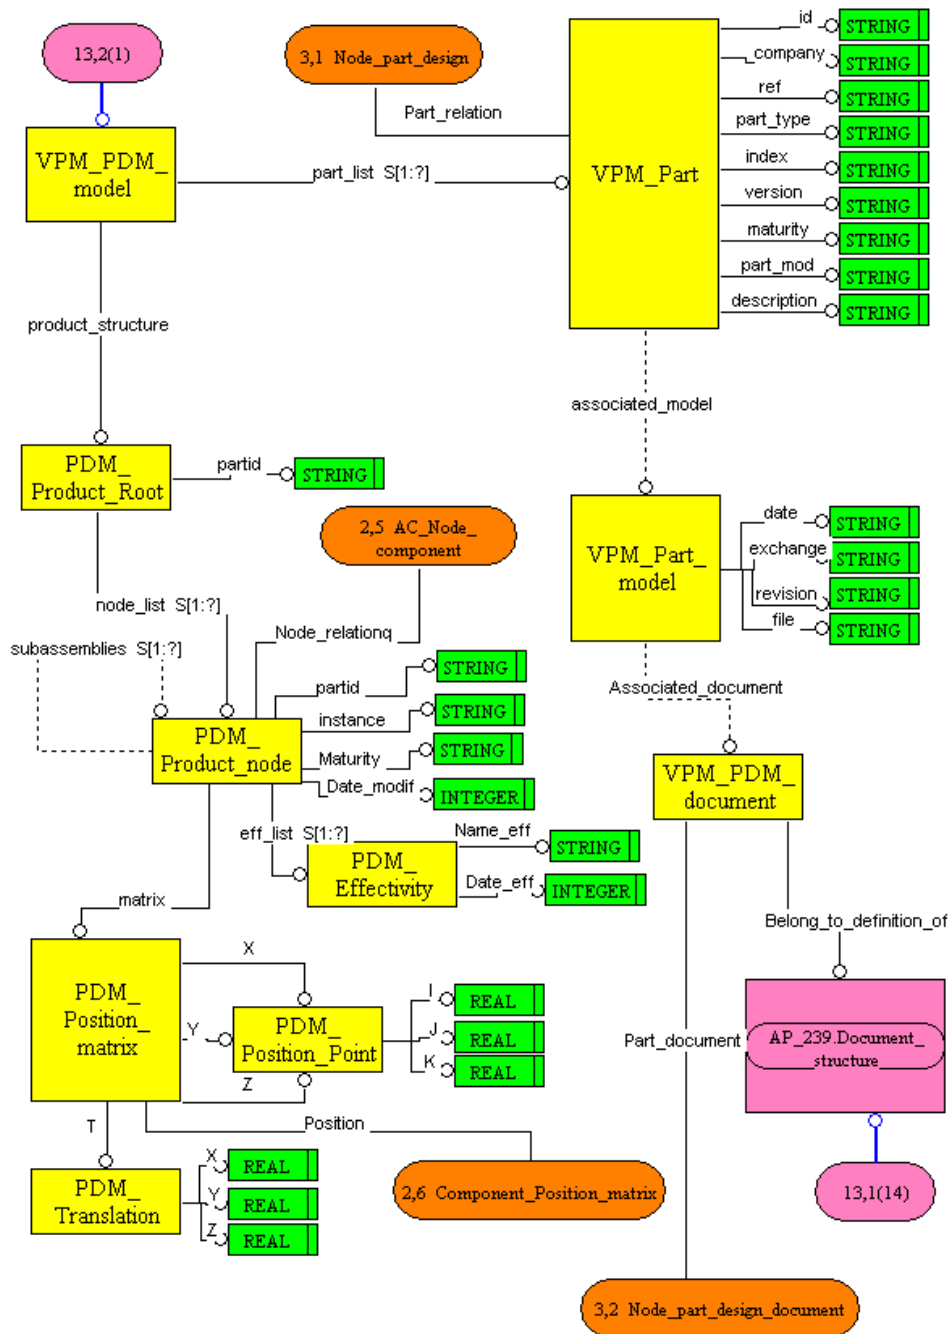 id
STRING
13,2(1)
3,1 Node_part_design
company
STRING
ref
STRING
Part_relation
part_type
STRING
VPM_PDM_
model
part_list S[1:?]
VPM_Part
index
STRING
version
STRING
maturity
STRING
part_mod
STRING
description
STRING
product_structure
associated_model
PDM_
Product_Root
partid
STRING
2,5 AC_Node_
component
VPM_Part_
model
date
STRING
exchange
STRING
revision
STRING
file
STRING
node_list S[1:?]
Node_relationq
subassemblies S[1:?]
partid
STRING
Associated_document
instance
STRING
PDM_
Product_node
Maturity
STRING
Date_modif
INTEGER
VPM_PDM_
document
eff_list S[1:?]
Name_eff
STRING
PDM_
Effectivity
Date_eff
INTEGER
matrix
Belong_to_definition_of
X
PDM_
Position_
matrix
Y
PDM_
Position_Point
I
REAL
J
REAL
K
REAL
Z
Part_document
AP_239.Document_
structure
T
Position
X
REAL
PDM_
Translation
Y
REAL
Z
REAL
2,6 Component_Position_matrix
13,1(14)
3,2 Node_part_design_document